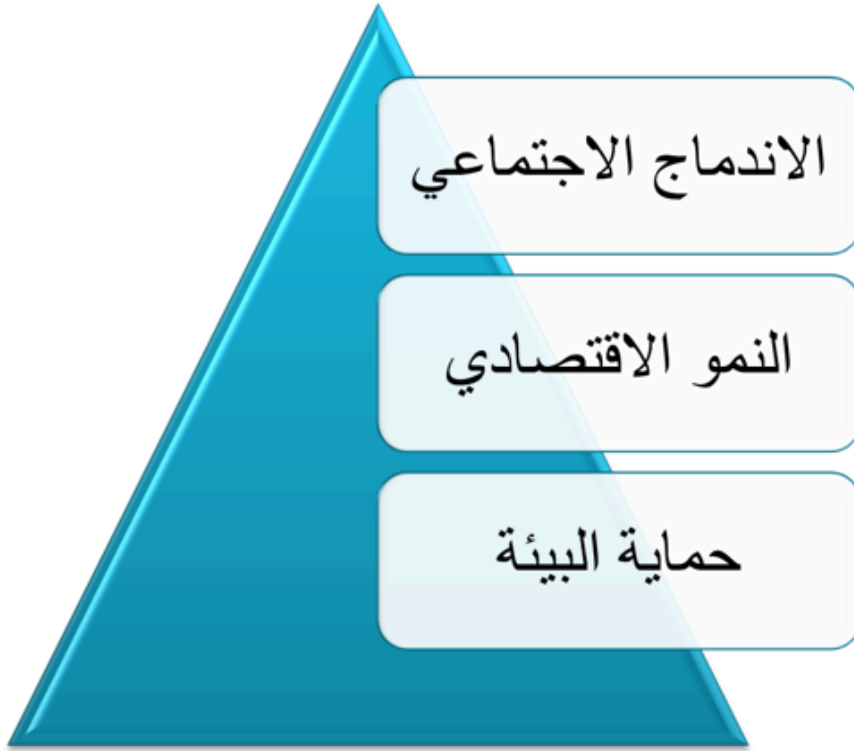 الاندماج الاجتماعي
النمو الاقتصادي
حماية البيئة